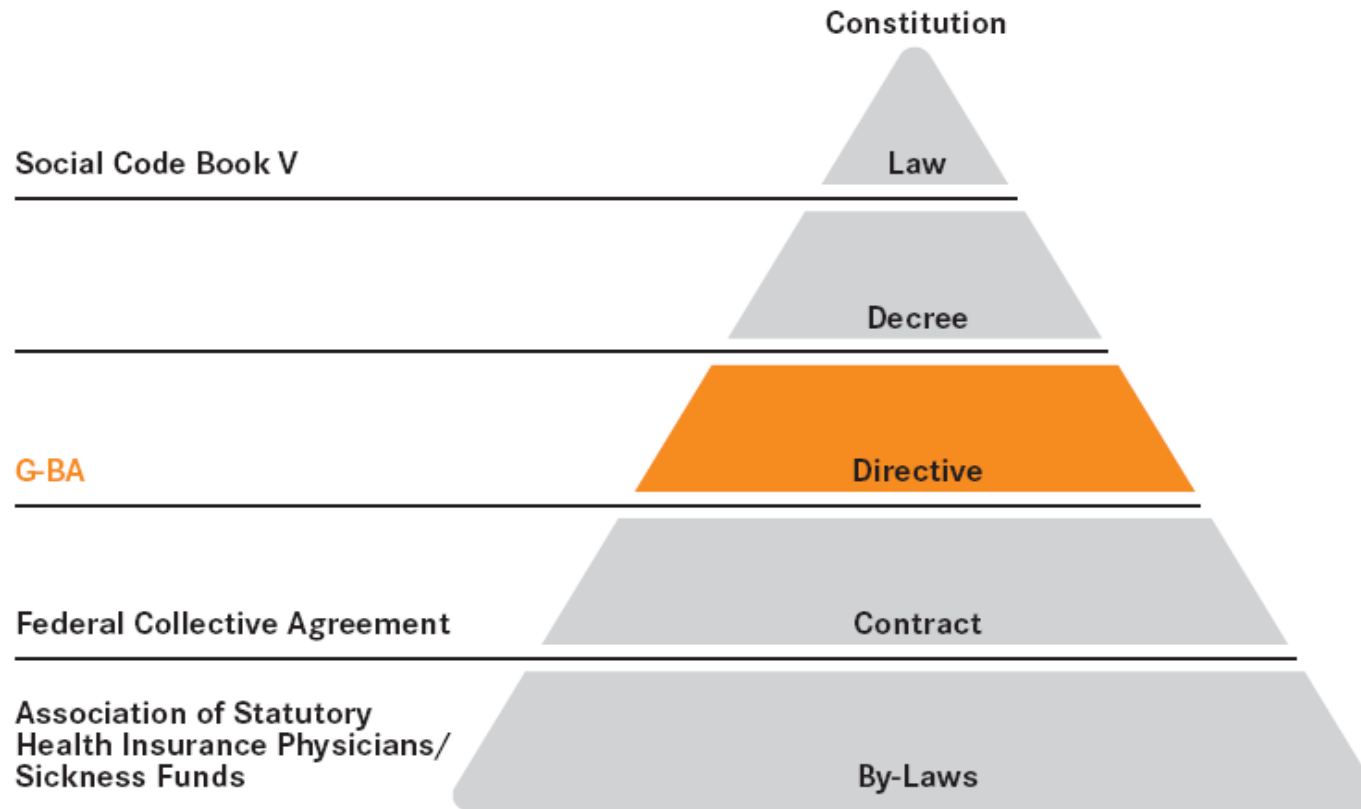 Constitution
Social Code Book V
Law
Decree
G-BA
Directive
Federal Collective Agreement
Contract
Association of Statutory
Health Insurance Physicians/
Sickness Funds
By-Laws